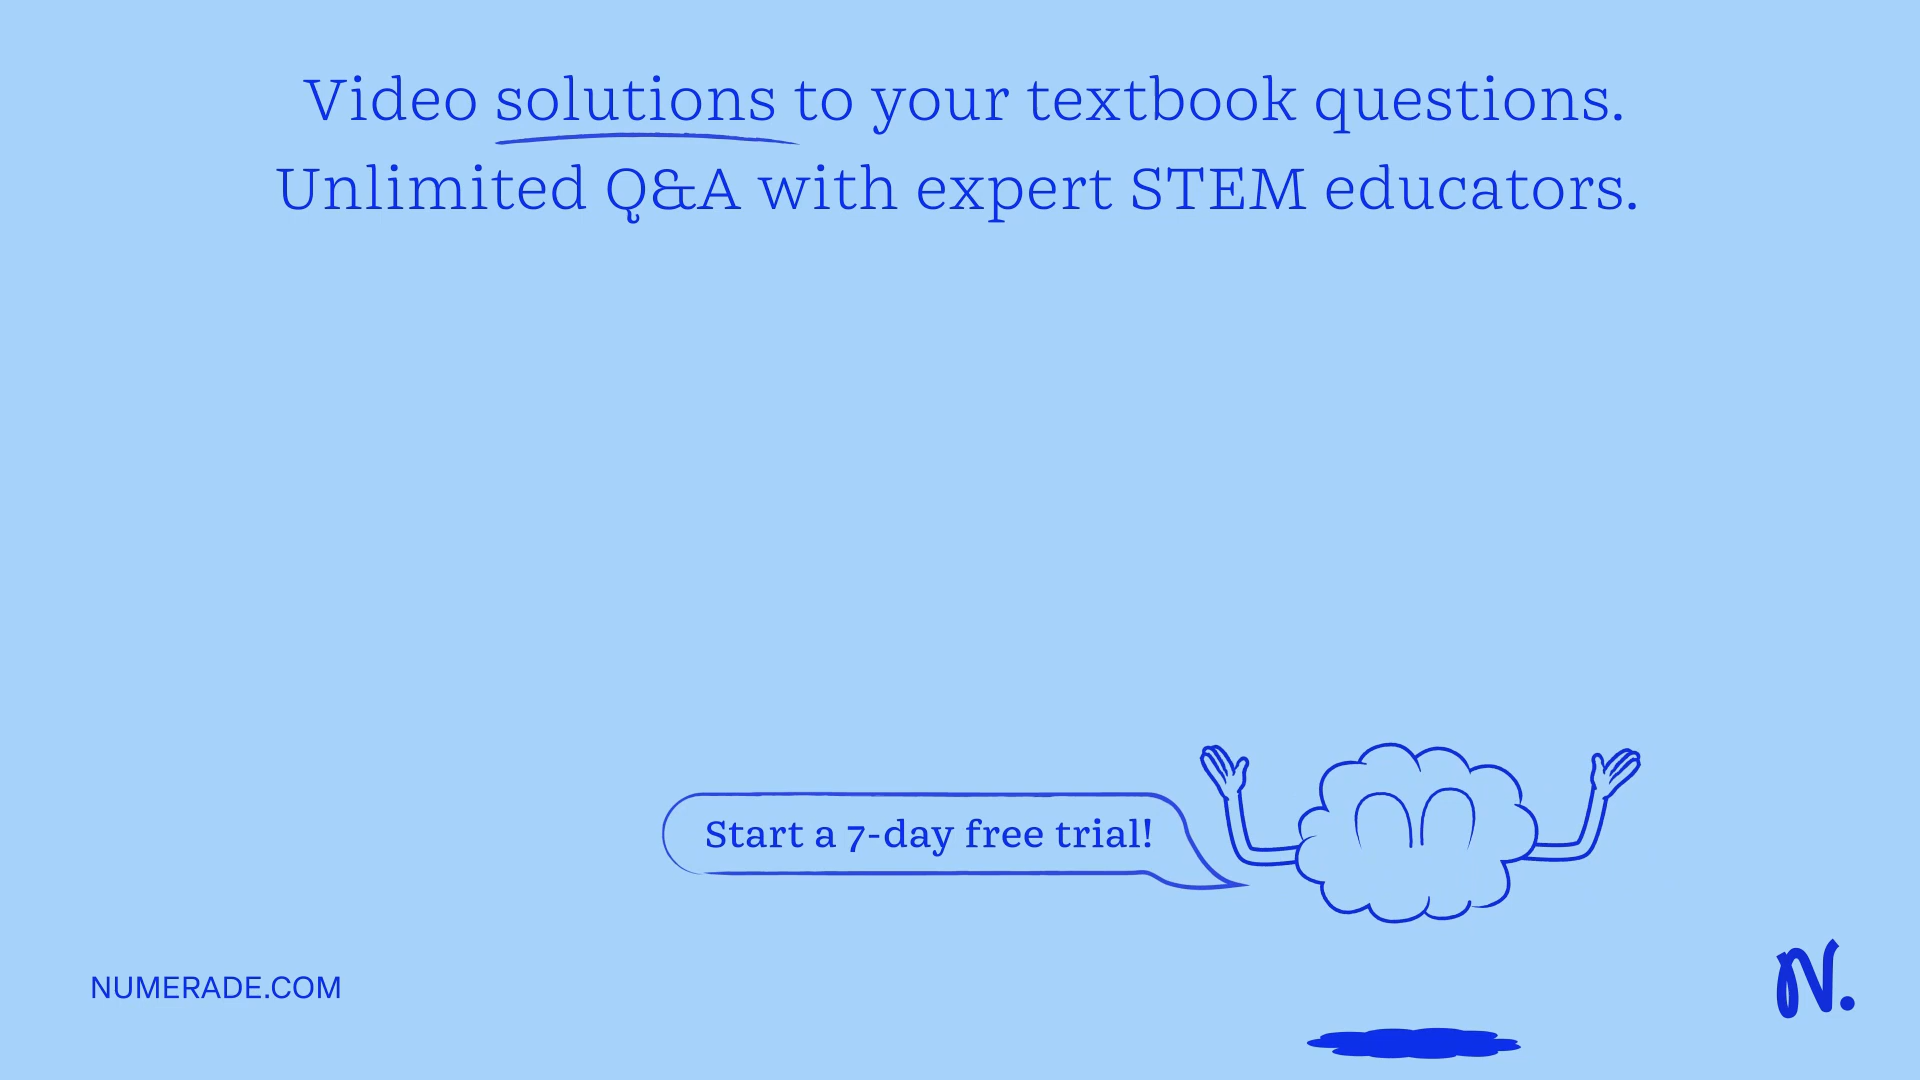 Video solutions to your textbook questions.
Unlimited Q&A with expert STEM educators.
Start a 7-day free trial!
NUMERADE.COM
N.